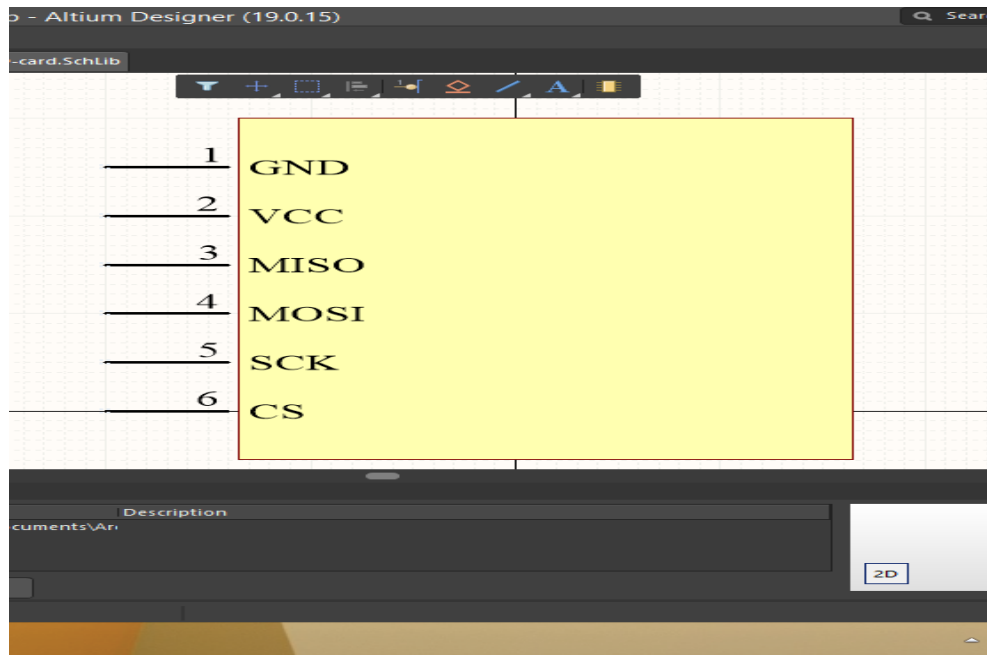 o - Altium Designer (19.0.15)
Sear
-card.SchLib
A
1 GND
2 VCC
3 MISO
4 MOSI
5 SCK
6 CS
Description
cuments\Ar
2D